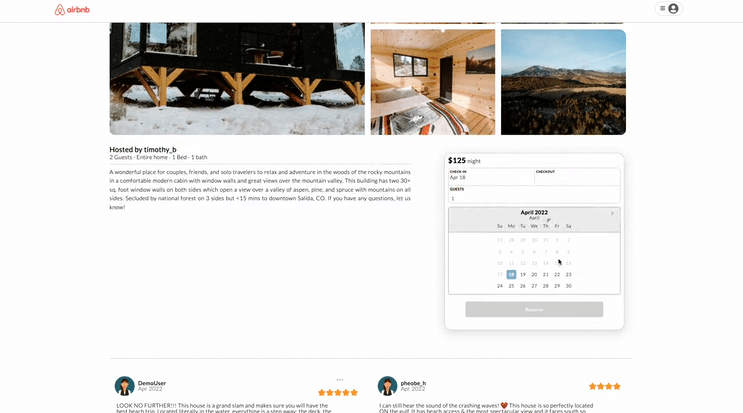 airbnb
Hosted by timothy_b
2 Guests · Entire home · 1 Bed · 1 bath
A wonderful place for couples, friends, and solo travelers to relax and adventure in the woods of the rocky mountains
in a comfortable modern cabin with window walls and great views over the mountain valley. This building has two 30+
sq. foot window walls on both sides which open a view over a valley of aspen, pine, and spruce with mountains on all
sides. Secluded by national forest on 3 sides but <15 mins to downtown Salida, CO. If you have any questions, let us
know!
$125 night
CHECK-IN
Apr 18
CHECKOUT
GUESTS
1
April 2022
April
Su Mo Tu We Th Fr Sa
27 28 29 30 31 1 2
3 4 5 6 7 8 9
10 11 12 13 14 15 16
17 18 19 20 21 22 23
24 25 26 27 28 29 30
Reserve
DemoUser
Apr 2022
LOOK NO FURTHER!!! This house is a grand slam and makes sure you will have the
best beach trip. Located literally in the water, everything is a step away: the deck, the
pheobe_h
Apr 2022
I can still hear the sound of the crashing waves! ❤️ This house is so perfectly located
ON the gulf. It has beach access & the most spectacular view and it faces south so